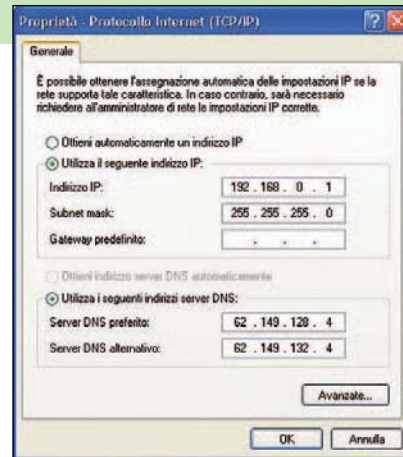 Proprietà - Protocollo Internet (TCP/IP)
Generale
È possibile ottenere l'assegnazione automatica delle impostazioni IP se la
rete supporta tale caratteristica. In caso contrario, sarà necessario
richiedere all'amministratore di rete le impostazioni IP corrette.
Ottieni automaticamente un indirizzo IP
Utilizza il seguente indirizzo IP:
Indirizzo IP: 192 . 168 . 0 . 1
Subnet mask: 255 . 255 . 255 . 0
Gateway predefinito: . . .
Ottieni indirizzo server DNS automaticamente
Utilizza i seguenti indirizzi server DNS:
Server DNS preferito: 62 . 149 . 128 . 4
Server DNS alternativo: 62 . 149 . 132 . 4
Avanzate...
OK Annulla